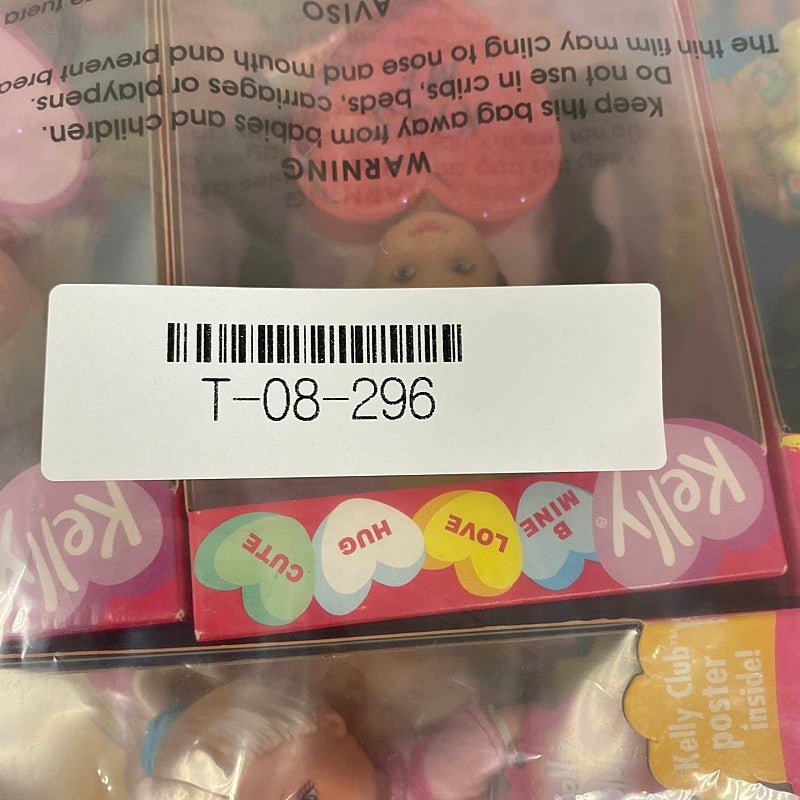 WARNING
Keep this bag away from babies and children.
Do not use in cribs, beds, carriages or playpens.
The thin film may cling to nose and mouth and prevent
AVISO
fuera
T-08-296
Kelly
Kelly®
B MINE
LOVE
HUG
CUTE
Kelly Club™
poster
inside!